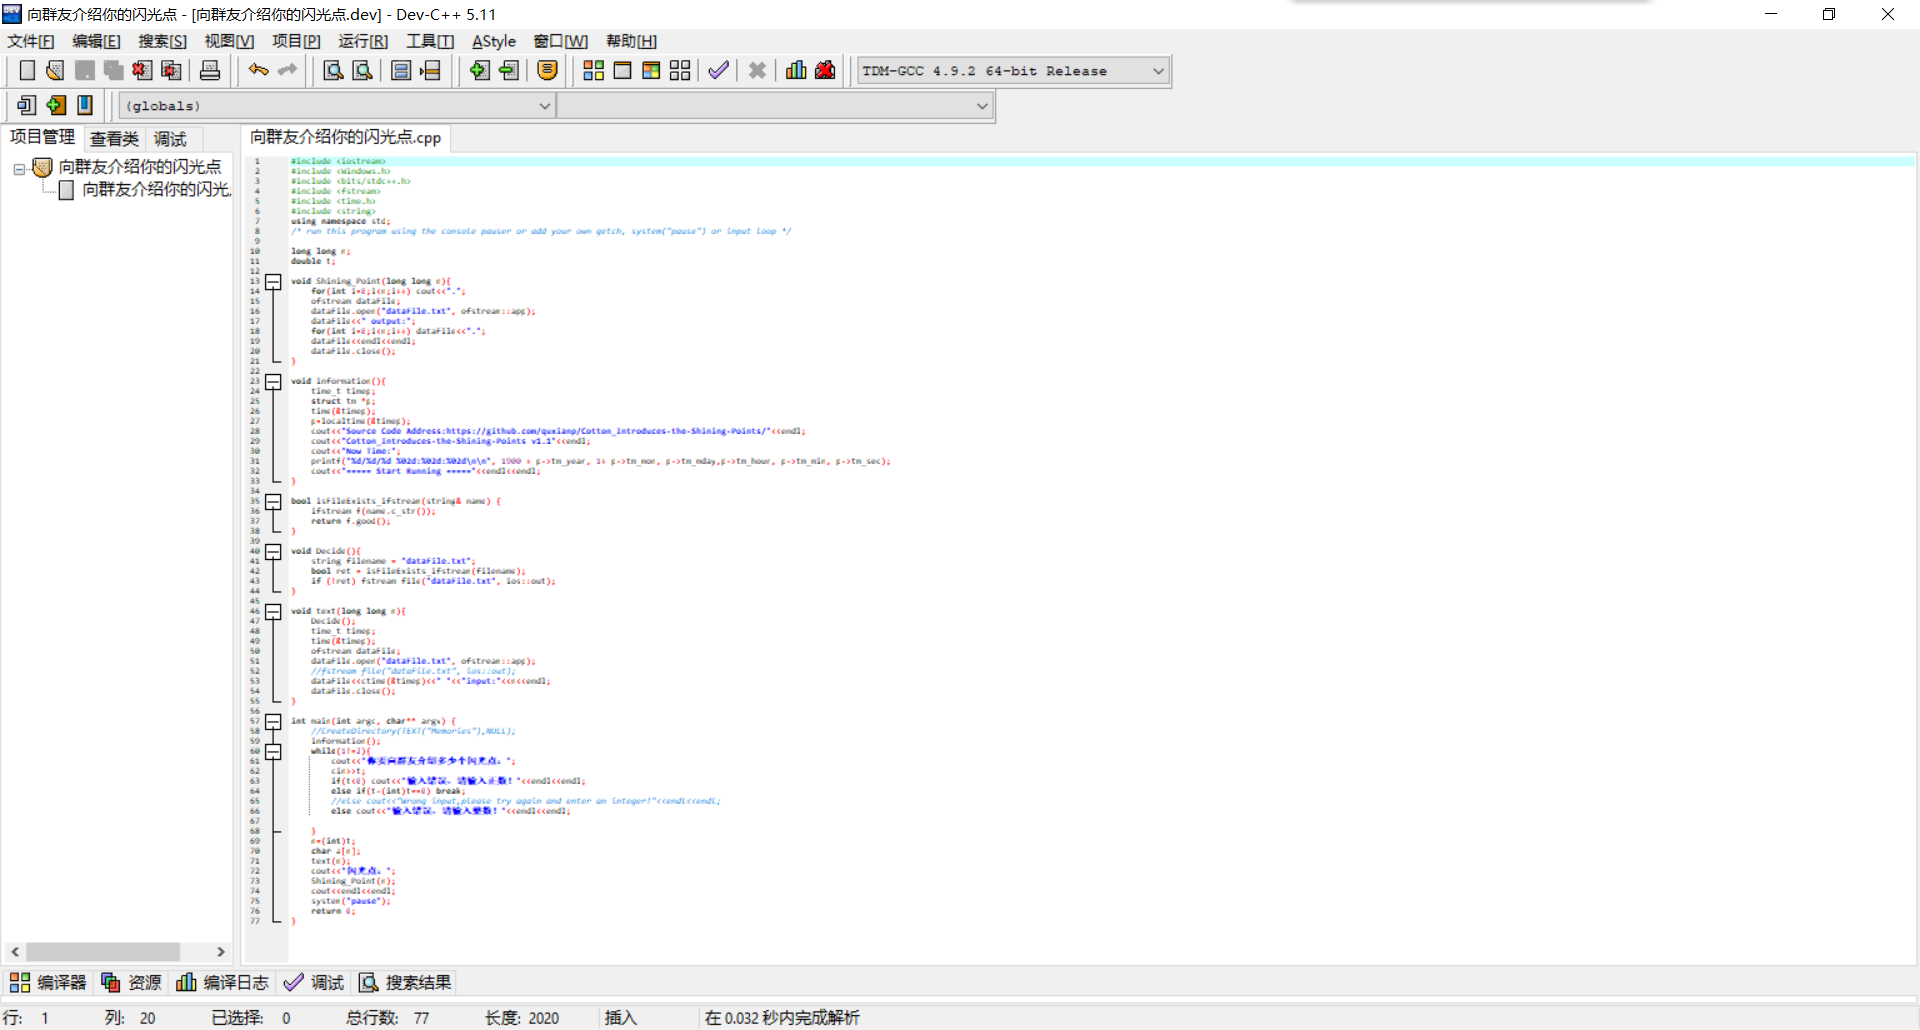 向群友介绍你的闪光点 - [向群友介绍你的闪光点.dev] - Dev-C++ 5.11
文件[F] 编辑[E] 搜索[S] 视图[V] 项目[P] 运行[R] 工具[T] AStyle 窗口[W] 帮助[H]
TDM-GCC 4.9.2 64-bit Release
(globals)
项目管理 查看类 调试
向群友介绍你的闪光点.cpp
向群友介绍你的闪光点
向群友介绍你的闪光
1 #include <iostream>
2 #include <Windows.h>
3 #include <bits/stdc++.h>
4 #include <fstream>
5 #include <time.h>
6 #include <string>
7 using namespace std;
8 /* run this program using the console pauser or add your own getch, system("pause") or input loop */
9
10 long long n;
11 double t;
12
13 void Shining_Point(long long n){
14 for(int i=0;i<n;i++) cout<<".";
15 ofstream dataFile;
16 dataFile.open("dataFile.txt", ofstream::app);
17 dataFile<<" output:";
18 for(int i=0;i<n;i++) dataFile<<".";
19 dataFile<<endl<<endl;
20 dataFile.close();
21 }
22
23 void information(){
24 time_t timep;
25 struct tm *p;
26 time(&timep);
27 p=localtime(&timep);
28 cout<<"Source Code Address:https://github.com/quxianp/Cotton_Introduces-the-Shining-Points/"<<endl;
29 cout<<"Cotton_Introduces-the-Shining-Points v1.1"<<endl;
30 cout<<"Now Time:";
31 printf("%d/%d/%d %02d:%02d:%02d\n\n", 1900 + p->tm_year, 1+ p->tm_mon, p->tm_mday,p->tm_hour, p->tm_min, p->tm_sec);
32 cout<<"===== Start Running ====="<<endl<<endl;
33 }
34
35 bool isFileExists_ifstream(string& name) {
36 ifstream f(name.c_str());
37 return f.good();
38 }
39
40 void Decide(){
41 string filename = "dataFile.txt";
42 bool ret = isFileExists_ifstream(filename);
43 if (!ret) fstream file("dataFile.txt", ios::out);
44 }
45
46 void text(long long n){
47 Decide();
48 time_t timep;
49 time(&timep);
50 ofstream dataFile;
51 dataFile.open("dataFile.txt", ofstream::app);
52 //fstream file("dataFile.txt", ios::out);
53 dataFile<<ctime(&timep)<<" "<<"input:"<<n<<endl;
54 dataFile.close();
55 }
56
57 int main(int argc, char** argv) {
58 //CreateDirectory(TEXT("Memories"),NULL);
59 information();
60 while(1!=2){
61 cout<<"你要向群友介绍多少个闪光点：";
62 cin>>t;
63 if(t<0) cout<<"输入错误，请输入正数！"<<endl<<endl;
64 else if(t-(int)t==0) break;
65 //else cout<<"Wrong input,please try again and enter an integer!"<<endl<<endl;
66 else cout<<"输入错误，请输入整数！"<<endl<<endl;
67
68 }
69 n=(int)t;
70 char a[n];
71 text(n);
72 cout<<"闪光点：";
73 Shining_Point(n);
74 cout<<endl<<endl;
75 system("pause");
76 return 0;
77 }
编译器 资源 编译日志 调试 搜索结果
行: 1 列: 20 已选择: 0 总行数: 77 长度: 2020 插入 在 0.032 秒内完成解析